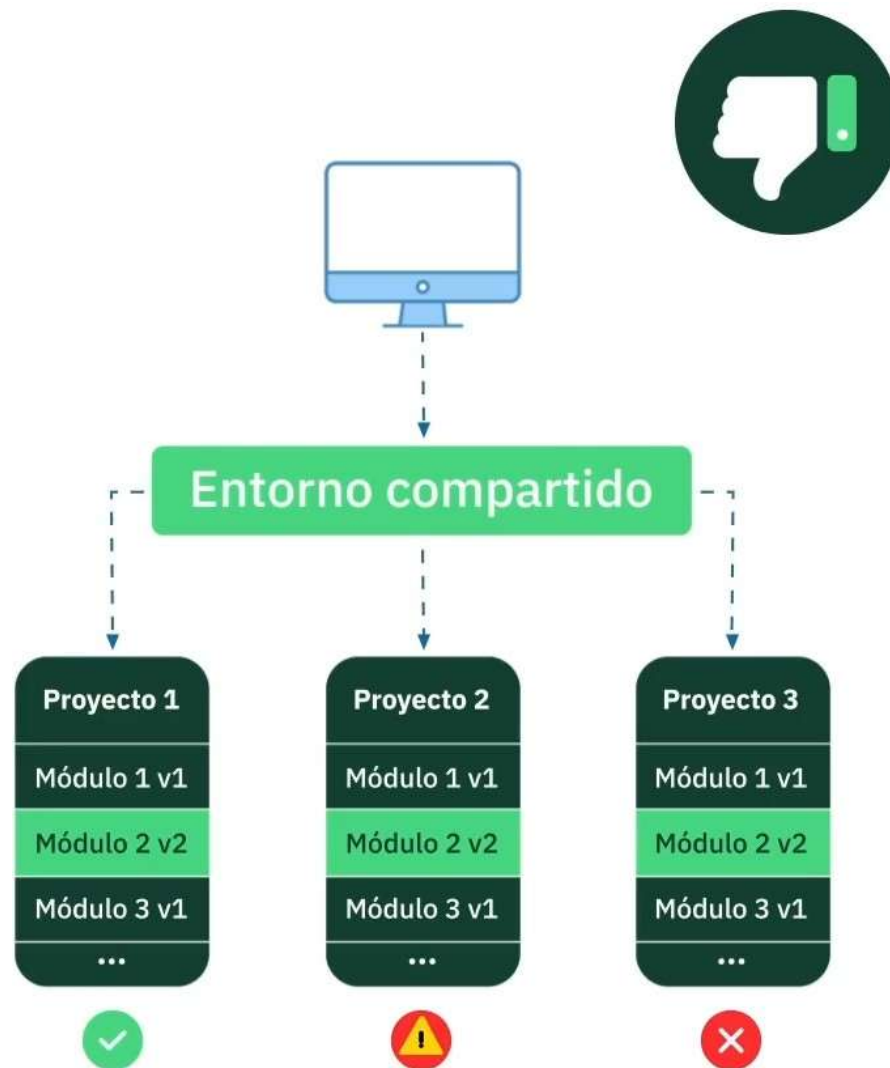 Entorno compartido
Proyecto 1
Módulo 1 v1
Módulo 2 v2
Módulo 3 v1
...
Proyecto 2
Módulo 1 v1
Módulo 2 v2
Módulo 3 v1
...
Proyecto 3
Módulo 1 v1
Módulo 2 v2
Módulo 3 v1
...